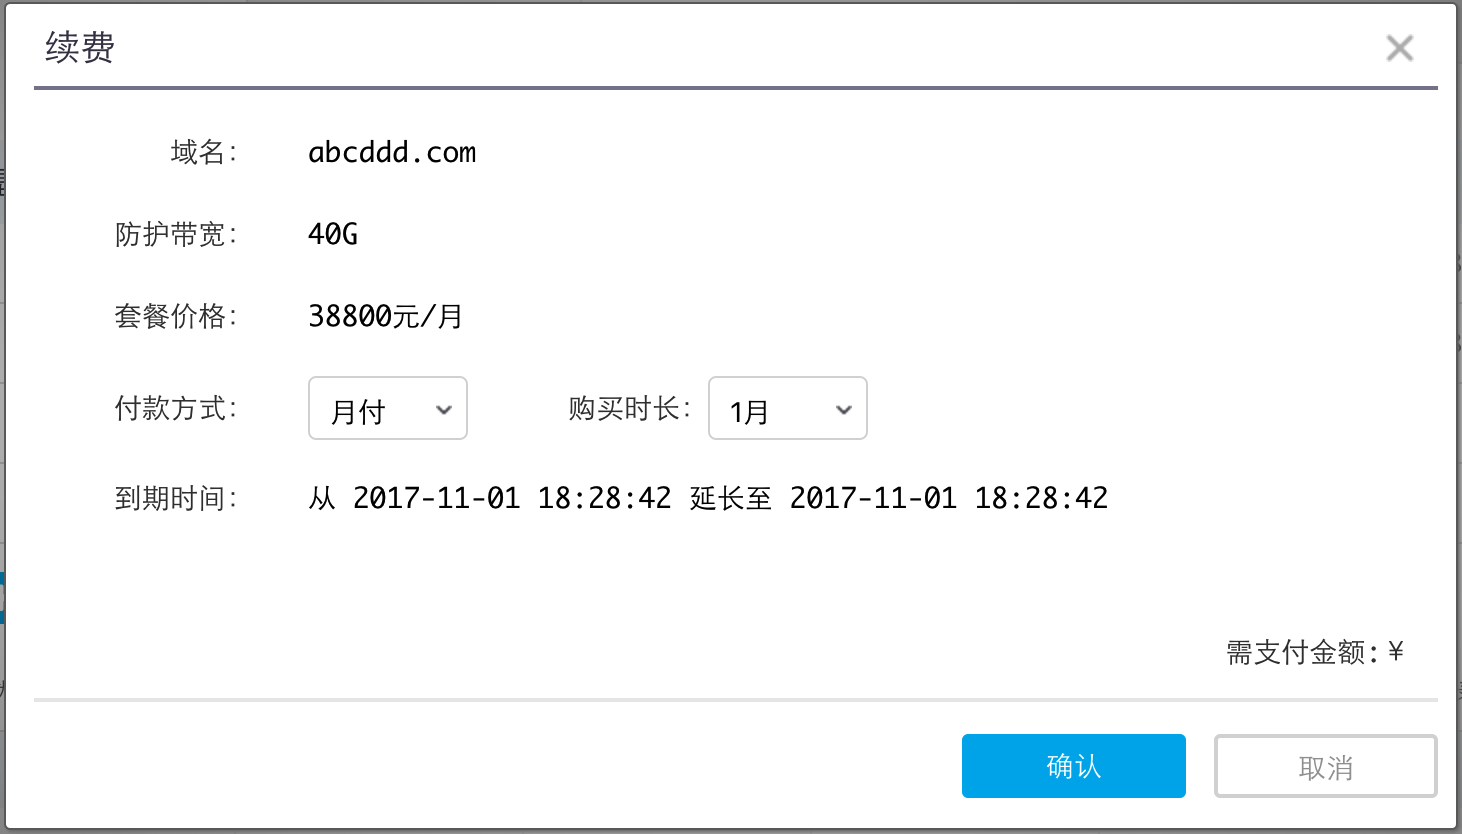 续费
域名： abcddd.com
防护带宽： 40G
套餐价格： 38800元/月
付款方式： 月付 购买时长： 1月
到期时间： 从 2017-11-01 18:28:42 延长至 2017-11-01 18:28:42
需支付金额：¥
确认 取消